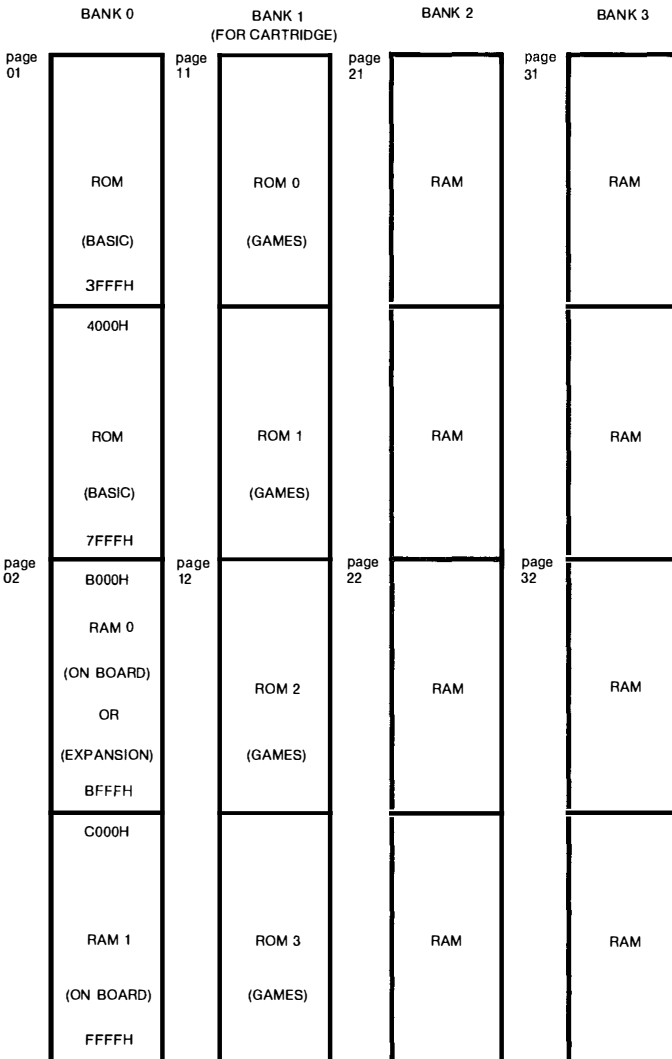 BANK 0
BANK 1
(FOR CARTRIDGE)
BANK 2
BANK 3
page
01
ROM
(BASIC)
3FFFH
4000H
ROM
(BASIC)
7FFFH
page
02
B000H
RAM 0
(ON BOARD)
OR
(EXPANSION)
BFFFH
C000H
RAM 1
(ON BOARD)
FFFFH
page
11
ROM 0
(GAMES)
ROM 1
(GAMES)
page
12
ROM 2
(GAMES)
ROM 3
(GAMES)
page
21
RAM
RAM
page
22
RAM
RAM
page
31
RAM
RAM
page
32
RAM
RAM